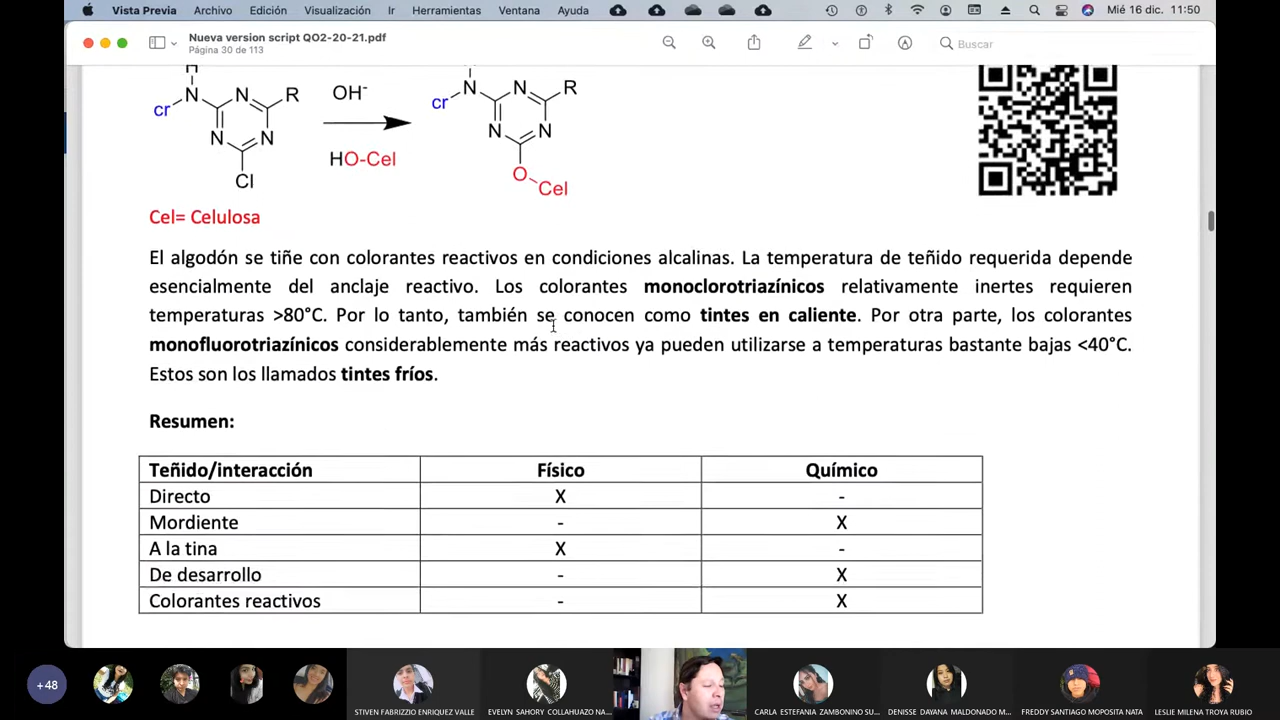 Vista Previa Archivo Edición Visualización Ir Herramientas Ventana Ayuda Mié 16 dic. 11:50
Nueva version script QO2-20-21.pdf
Página 30 de 113
Buscar
H
cr N N R
N N
Cl
OH-
HO-Cel
cr N N R
N N
O
Cel
Cel= Celulosa
El algodón se tiñe con colorantes reactivos en condiciones alcalinas. La temperatura de teñido requerida depende
esencialmente del anclaje reactivo. Los colorantes monoclorotriazínicos relativamente inertes requieren
temperaturas >80°C. Por lo tanto, también se conocen como tintes en caliente. Por otra parte, los colorantes
monofluorotriazínicos considerablemente más reactivos ya pueden utilizarse a temperaturas bastante bajas <40°C.
Estos son los llamados tintes fríos.
Resumen:
Teñido/interacción Físico Químico
Directo X -
Mordiente - X
A la tina X -
De desarrollo - X
Colorantes reactivos - X
+48
STIVEN FABRIZZIO ENRIQUEZ VALLE
EVELYN SAHORY COLLAHUAZO NA...
CARLA ESTEFANIA ZAMBONINO SU...
DENISSE DAYANA MALDONADO M...
FREDDY SANTIAGO MOPOSITA NATA
LESLIE MILENA TROYA RUBIO